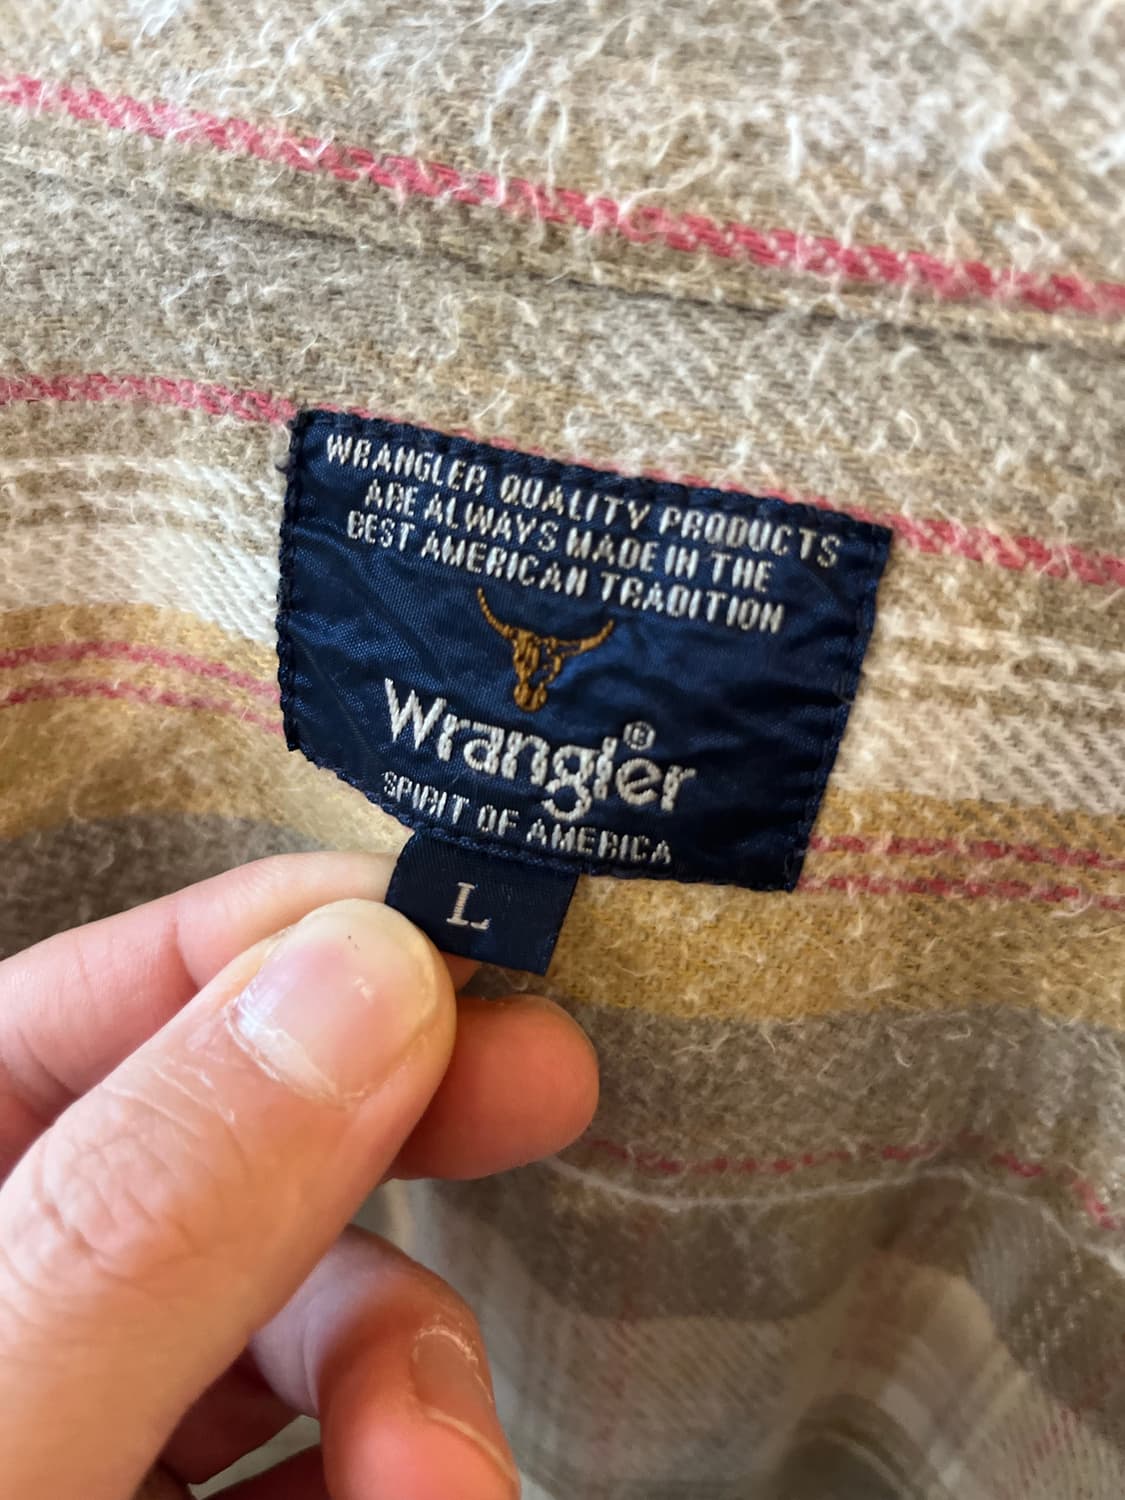 WRANGLER QUALITY PRODUCTS
ARE ALWAYS MADE IN THE
BEST AMERICAN TRADITION
Wrangler®
SPIRIT OF AMERICA
L